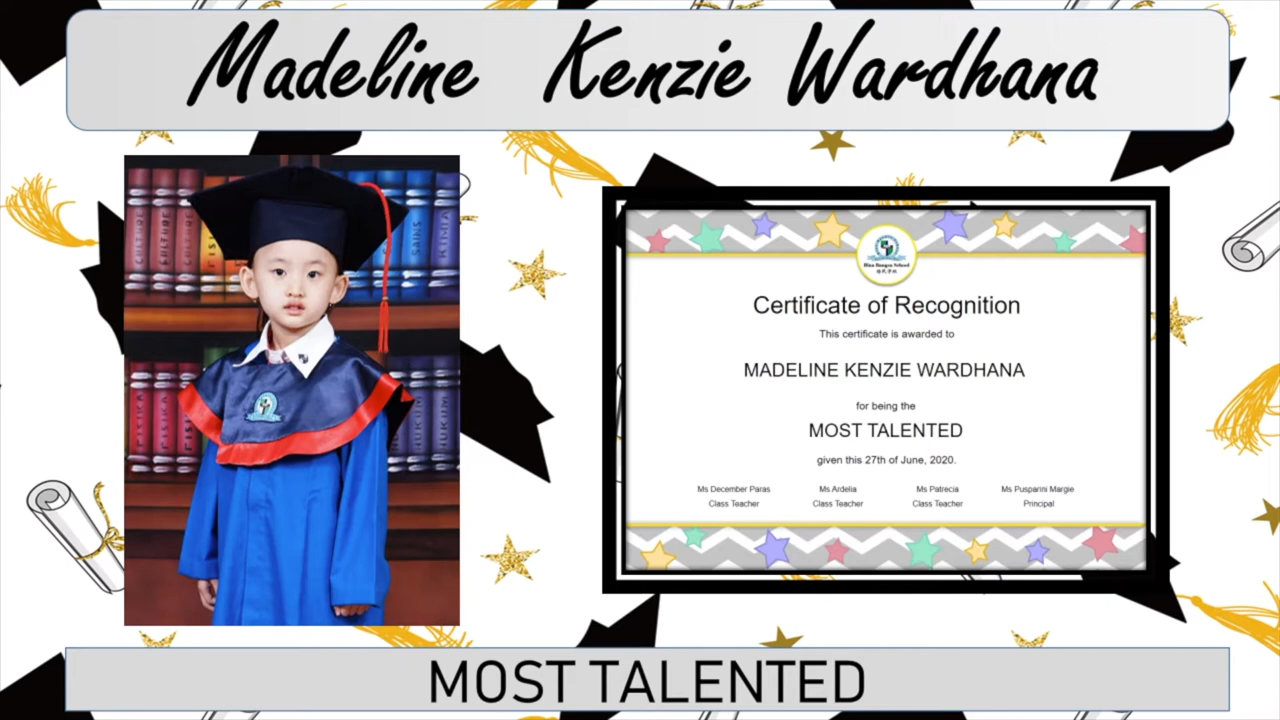 Madeline Kenzie Wardhana
Certificate of Recognition
This certificate is awarded to
MADELINE KENZIE WARDHANA
for being the
MOST TALENTED
given this 27th of June, 2020.
Ms December Paras Ms Ardelia Ms Patrecia Ms Pusparini Margie
Class Teacher Class Teacher Class Teacher Principal
MOST TALENTED